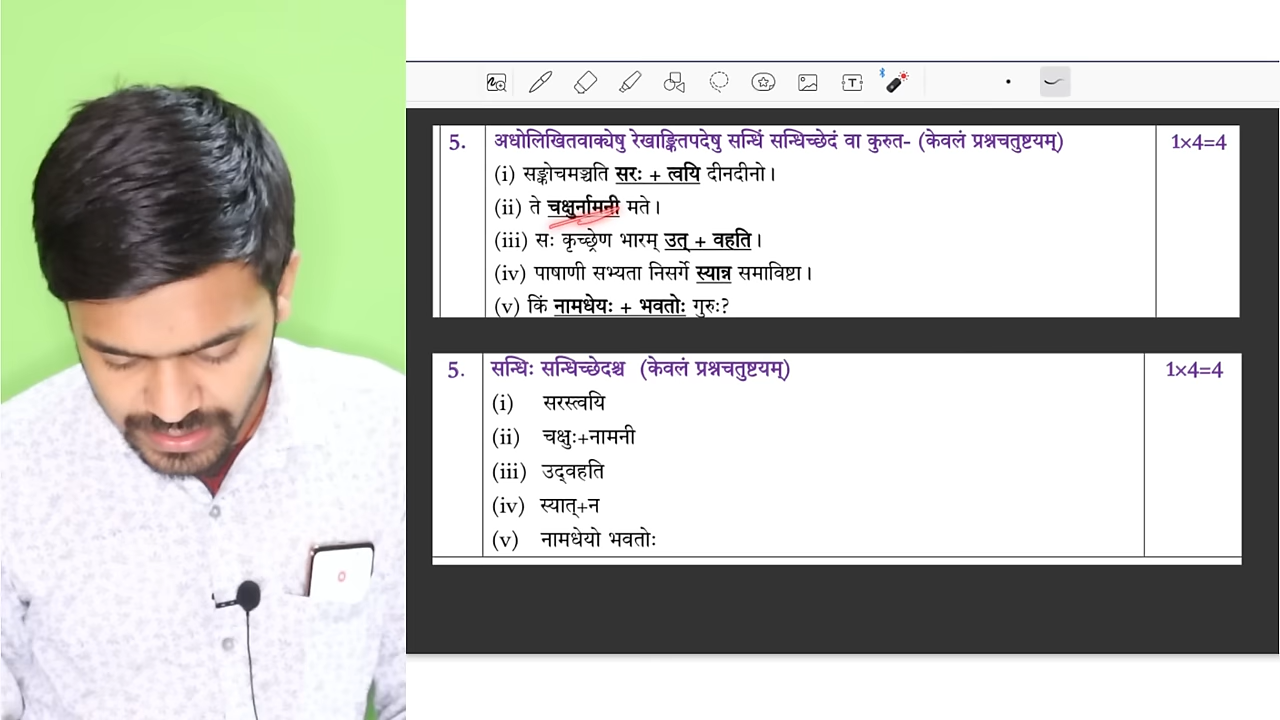 5. अधोलिखितवाक्येषु रेखाङ्कितपदेषु सन्धिं सन्धिच्छेदं वा कुरुत- (केवलं प्रश्नचतुष्टयम्) 1×4=4
(i) सङ्कोचमञ्चति सरः + त्वयि दीनदीनो।
(ii) ते चक्षुर्नामनी मते।
(iii) सः कृच्छ्रेण भारम् उत् + वहति।
(iv) पाषाणी सभ्यता निसर्गे स्यान्न समाविष्टा।
(v) किं नामधेयः + भवतोः गुरुः?
5. सन्धिः सन्धिच्छेदश्च (केवलं प्रश्नचतुष्टयम्) 1×4=4
(i) सरस्त्वयि
(ii) चक्षुः+नामनी
(iii) उद्वहति
(iv) स्यात्+न
(v) नामधेयो भवतोः